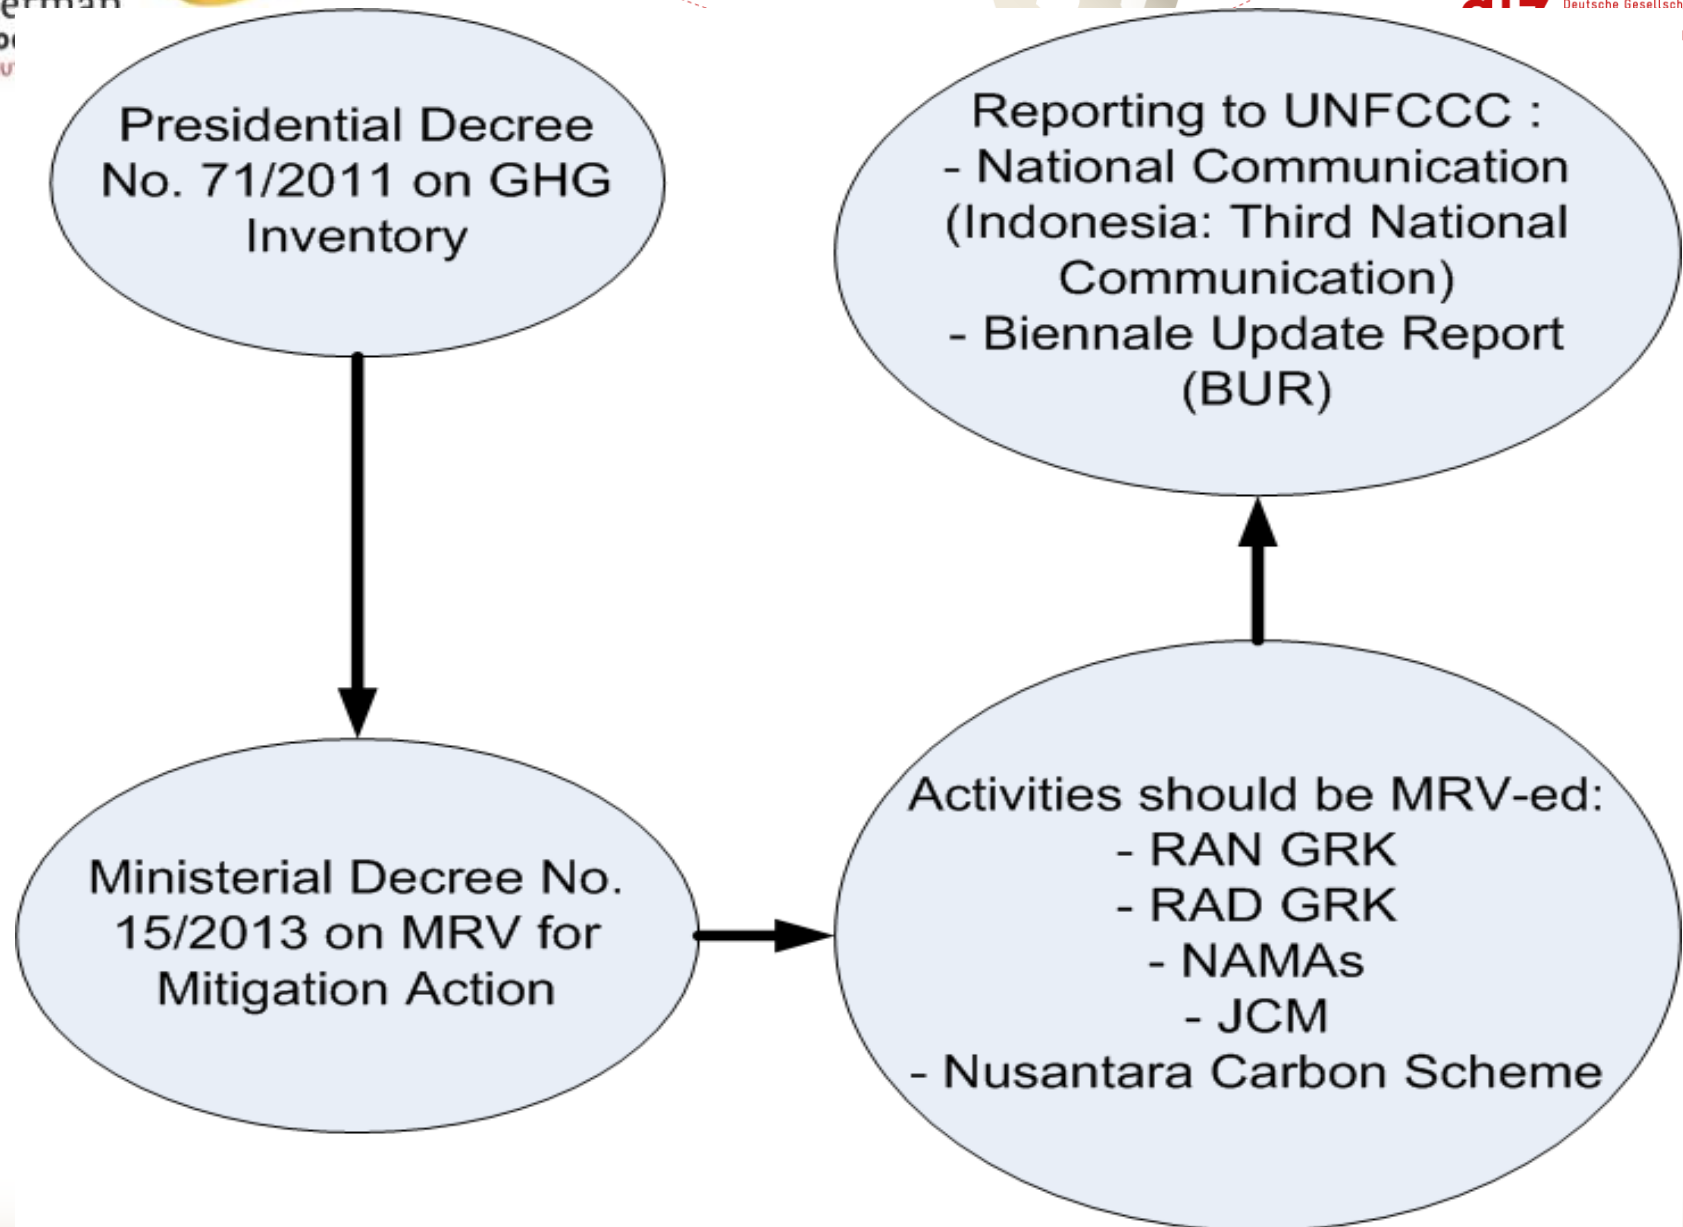 Deutsche Gesellsch
Presidential Decree
No. 71/2011 on GHG
Inventory
Reporting to UNFCCC :
- National Communication
(Indonesia: Third National
Communication)
- Biennale Update Report
(BUR)
Ministerial Decree No.
15/2013 on MRV for
Mitigation Action
Activities should be MRV-ed:
- RAN GRK
- RAD GRK
- NAMAs
- JCM
- Nusantara Carbon Scheme